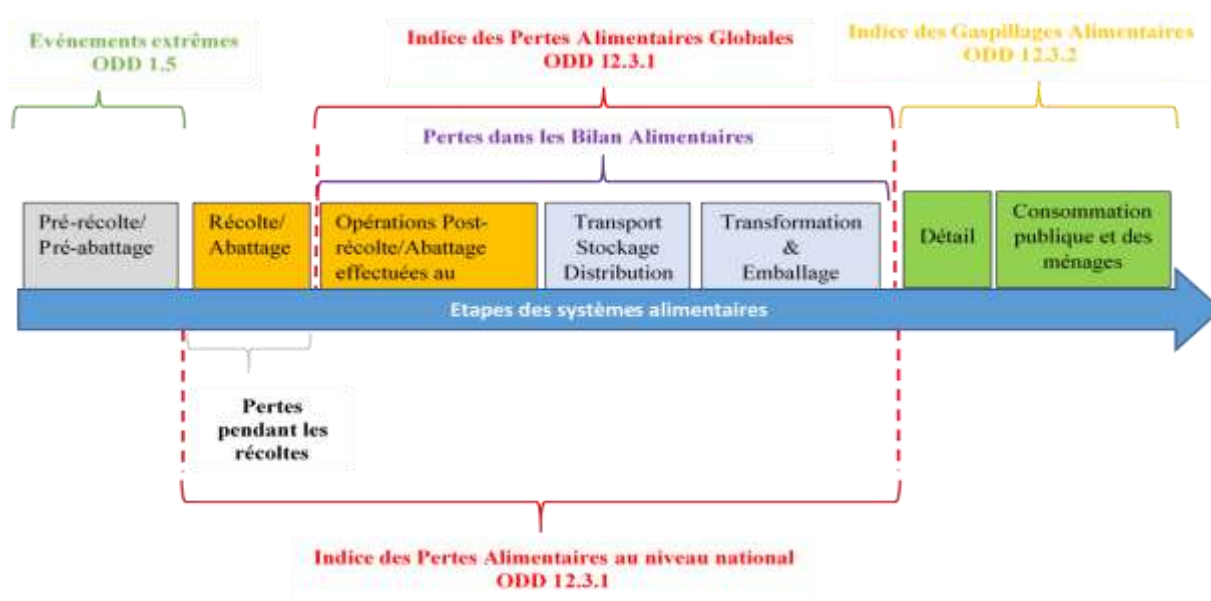 Evénements extrêmes
ODD 1.5
Indice des Pertes Alimentaires Globales
ODD 12.3.1
Indice des Gaspillages Alimentaires
ODD 12.3.2
Pertes dans les Bilan Alimentaires
Pré-récolte/
Pré-abattage
Récolte/
Abattage
Opérations Post-
récolte/Abattage
effectuées au
Transport
Stockage
Distribution
Transformation
&
Emballage
Détail
Consommation
publique et des
ménages
Etapes des systèmes alimentaires
Pertes
pendant les
récoltes
Indice des Pertes Alimentaires au niveau national
ODD 12.3.1